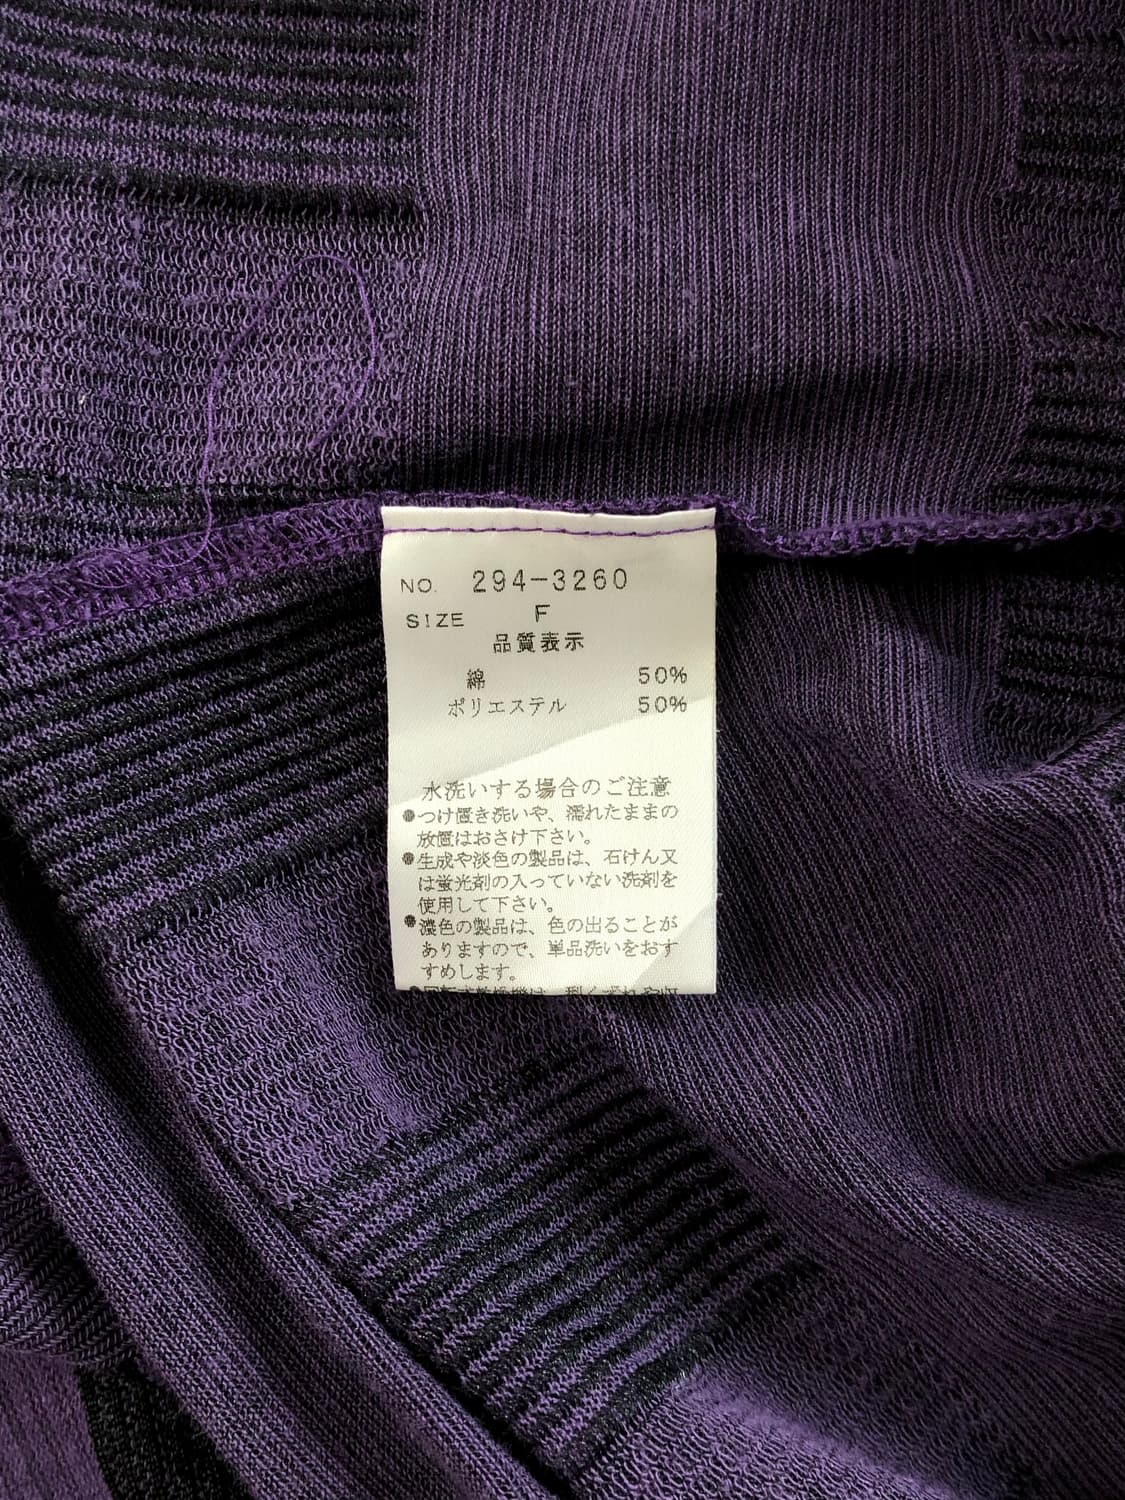 NO. 294-3260
SIZE F
品質表示
綿 50%
ポリエステル 50%
水洗いする場合のご注意
●つけ置き洗いや、濡れたままの
放置はおさけ下さい。
●生成や淡色の製品は、石けん又
は蛍光剤の入っていない洗剤を
使用して下さい。
●濃色の製品は、色の出ることが
ありますので、単品洗いをおす
すめします。